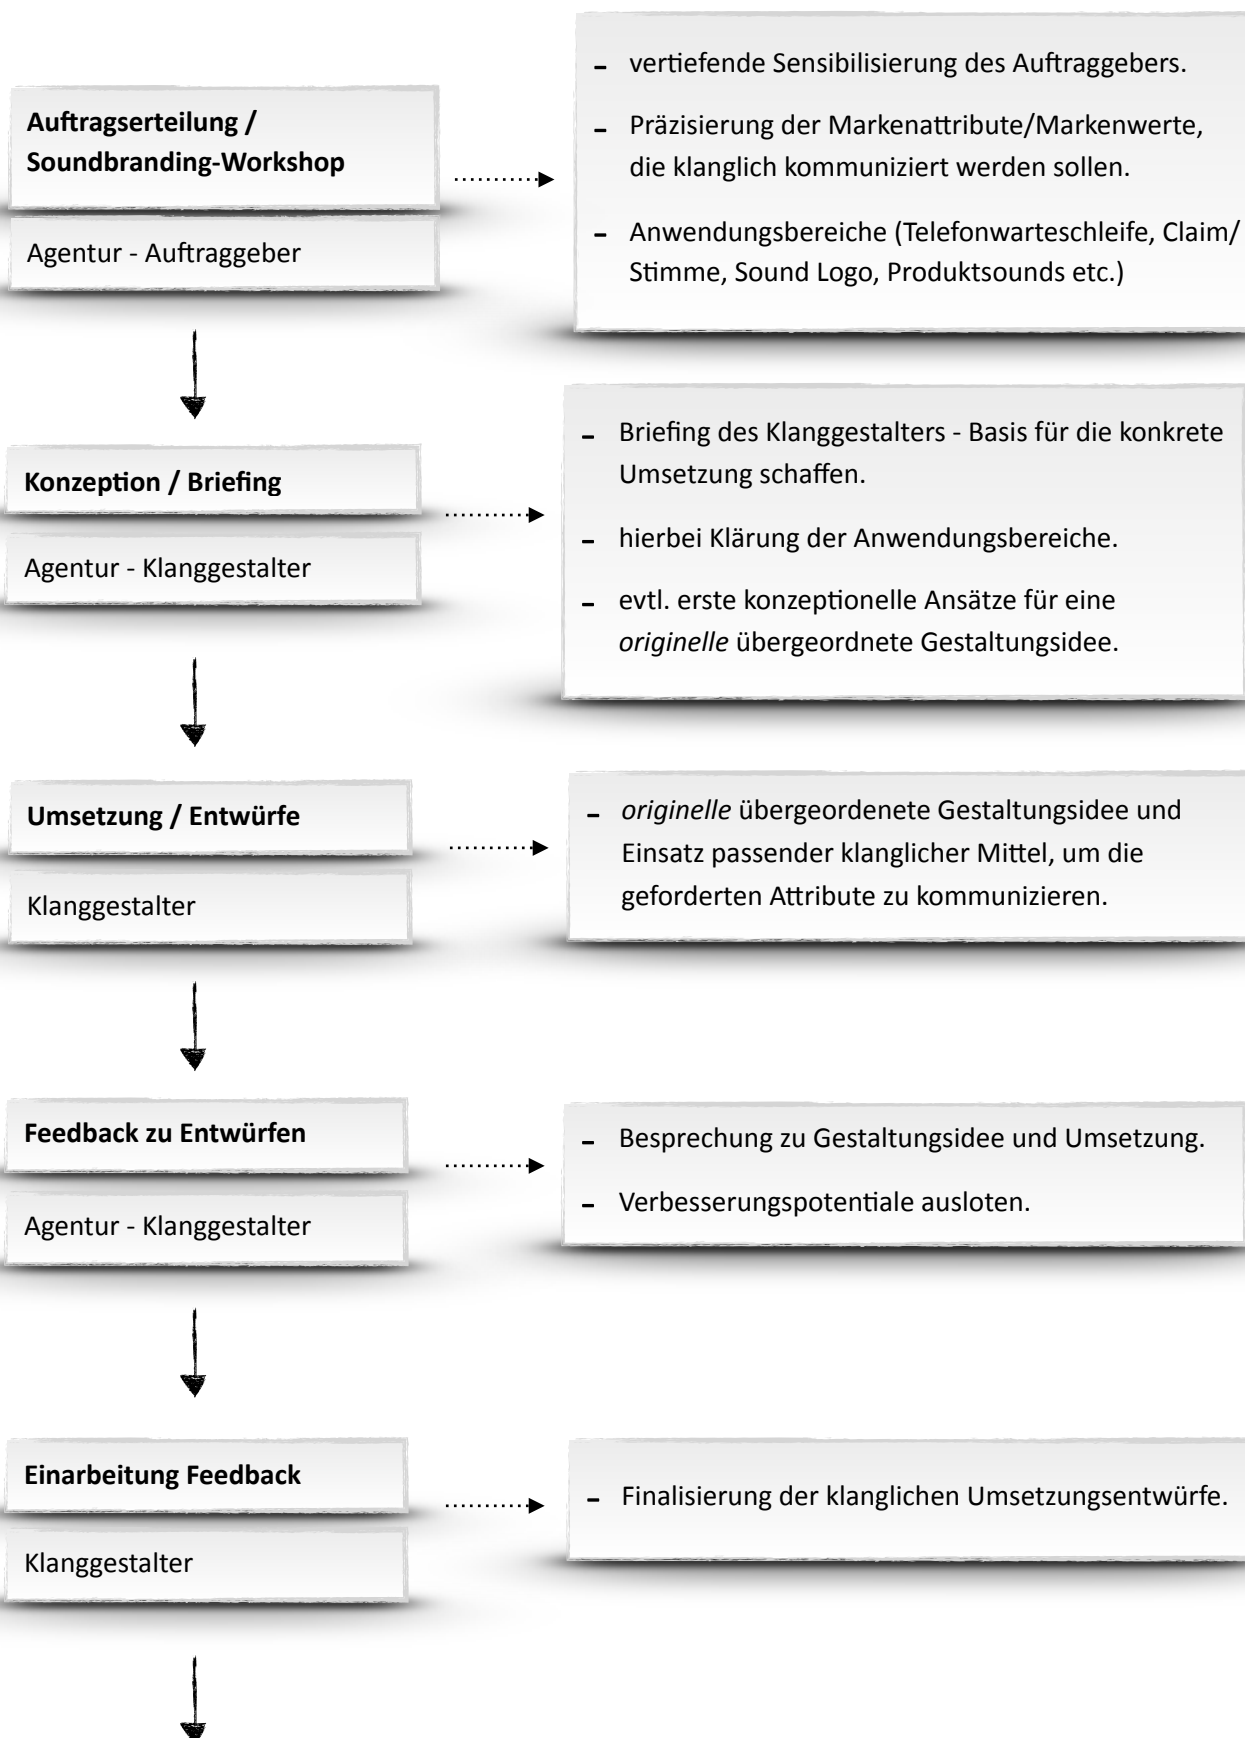 Auftragserteilung /
Soundbranding-Workshop
Agentur - Auftraggeber
- vertiefende Sensibilisierung des Auftraggebers.
- Präzisierung der Markenattribute/Markenwerte,
die klanglich kommuniziert werden sollen.
- Anwendungsbereiche (Telefonwarteschleife, Claim/
Stimme, Sound Logo, Produktsounds etc.)
Konzeption / Briefing
Agentur - Klanggestalter
- Briefing des Klanggestalters - Basis für die konkrete
Umsetzung schaffen.
- hierbei Klärung der Anwendungsbereiche.
- evtl. erste konzeptionelle Ansätze für eine
originelle übergeordnete Gestaltungsidee.
Umsetzung / Entwürfe
Klanggestalter
- originelle übergeordenete Gestaltungsidee und
Einsatz passender klanglicher Mittel, um die
geforderten Attribute zu kommunizieren.
Feedback zu Entwürfen
Agentur - Klanggestalter
- Besprechung zu Gestaltungsidee und Umsetzung.
- Verbesserungspotentiale ausloten.
Einarbeitung Feedback
Klanggestalter
- Finalisierung der klanglichen Umsetzungsentwürfe.